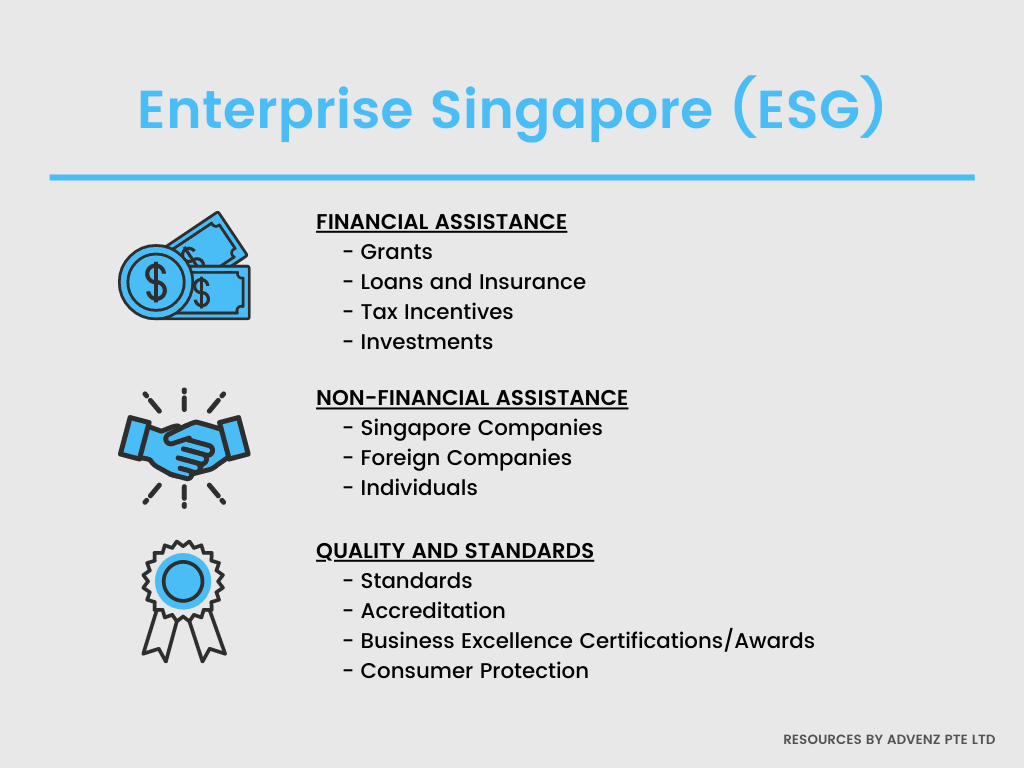 Enterprise Singapore (ESG)
FINANCIAL ASSISTANCE
- Grants
- Loans and Insurance
- Tax Incentives
- Investments
NON-FINANCIAL ASSISTANCE
- Singapore Companies
- Foreign Companies
- Individuals
QUALITY AND STANDARDS
- Standards
- Accreditation
- Business Excellence Certifications/Awards
- Consumer Protection
RESOURCES BY ADVENZ PTE LTD
$
$
$